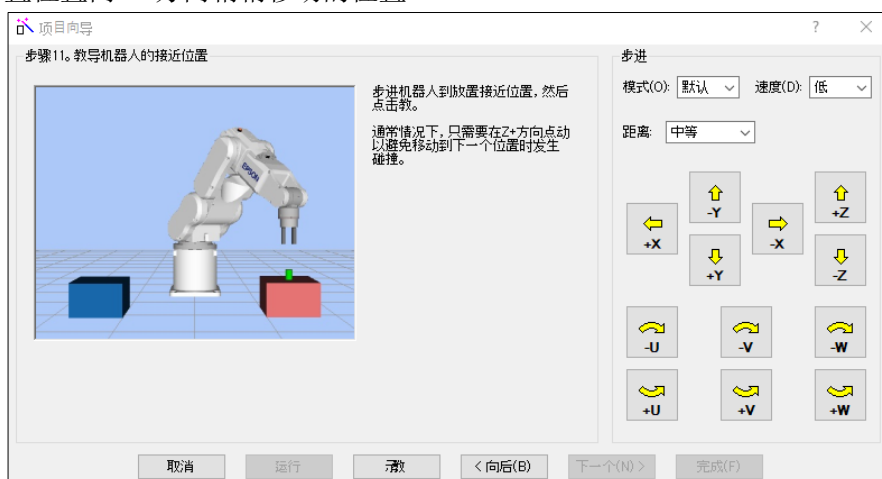 项目向导
?
步骤11。教导机器人的接近位置
步进机器人到放置接近位置，然后
点击教。
通常情况下，只需要在Z+方向点动
以避免移动到下一个位置时发生
碰撞。
EPSON
步进
模式(O): 默认 速度(D): 低
距离: 中等
+X
-Y
-X
+Z
+Y
-Z
-U
-V
-W
+U
+V
+W
取消 运行 示教 < 向后(B) 下一个(N) > 完成(F)